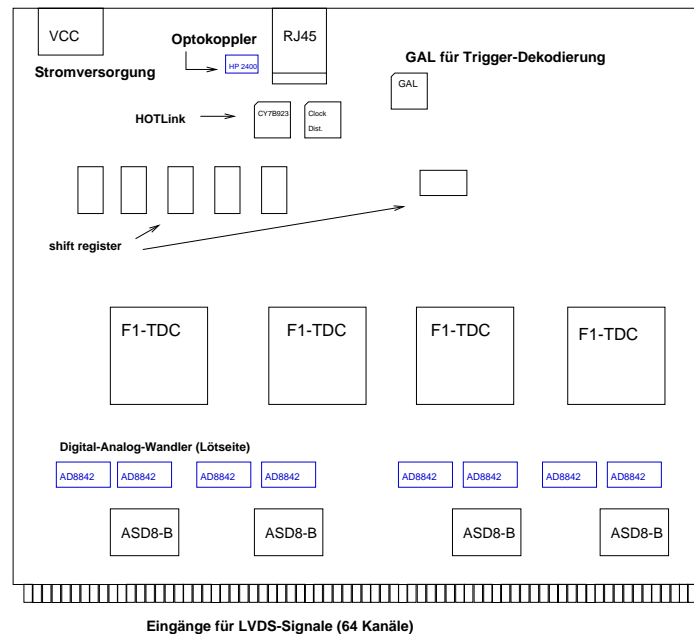 VCC
Optokoppler
RJ45
HP 2400
GAL für Trigger-Dekodierung
Stromversorgung
GAL
HOTLink
CY7B923
Clock
Dist.
shift register
F1-TDC
F1-TDC
F1-TDC
F1-TDC
Digital-Analog-Wandler (Lötseite)
AD8842
AD8842
AD8842
AD8842
AD8842
AD8842
AD8842
AD8842
ASD8-B
ASD8-B
ASD8-B
ASD8-B
Eingänge für LVDS-Signale (64 Kanäle)